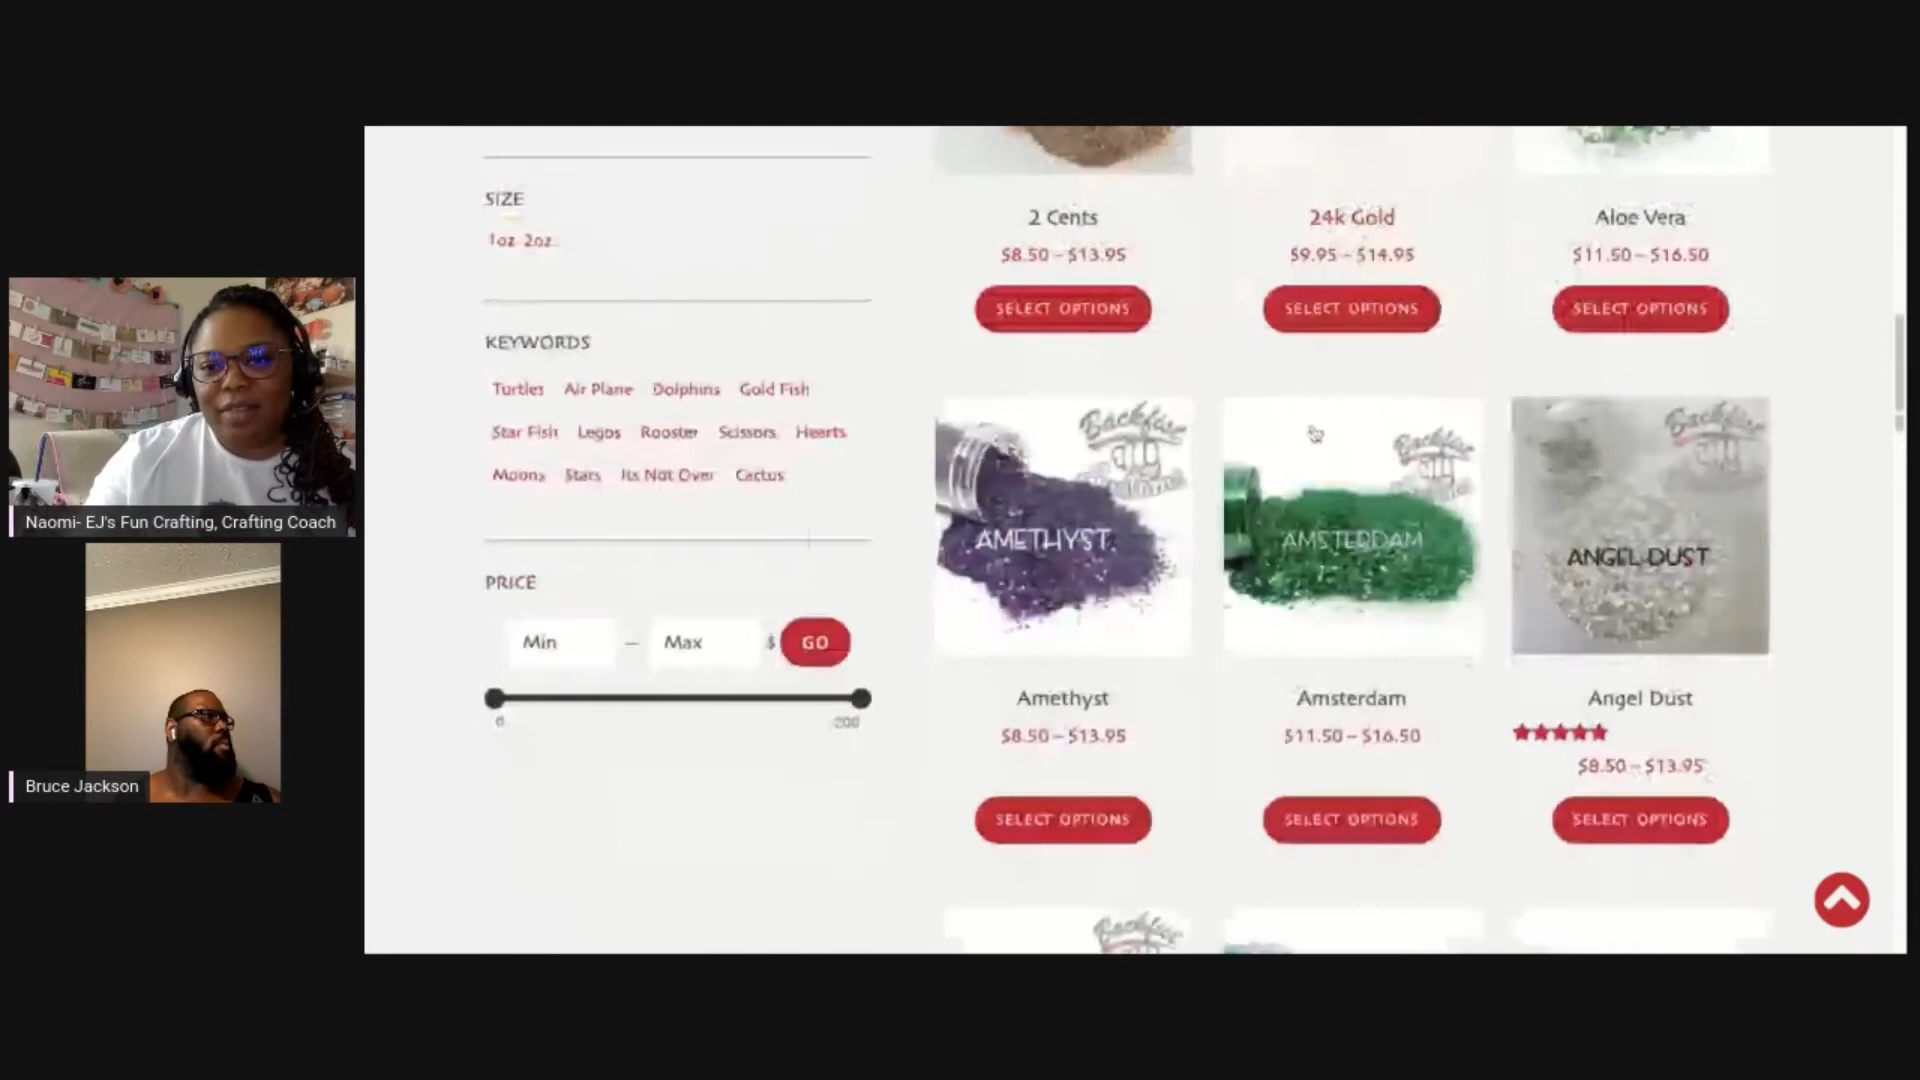 SIZE
1oz 2oz
KEYWORDS
Turtles Air Plane Dolphins Gold Fish
Star Fish Legos Rooster Scissors Hearts
Moons Stars Its Not Over Cactus
PRICE
Min – Max $ GO
0 200
2 Cents
$8.50 – $13.95
SELECT OPTIONS
24k Gold
$9.95 – $14.95
SELECT OPTIONS
Aloe Vera
$11.50 – $16.50
SELECT OPTIONS
AMETHYST
Amethyst
$8.50 – $13.95
SELECT OPTIONS
AMSTERDAM
Amsterdam
$11.50 – $16.50
SELECT OPTIONS
ANGEL DUST
Angel Dust
$8.50 – $13.95
SELECT OPTIONS
Naomi- EJ's Fun Crafting, Crafting Coach
Bruce Jackson